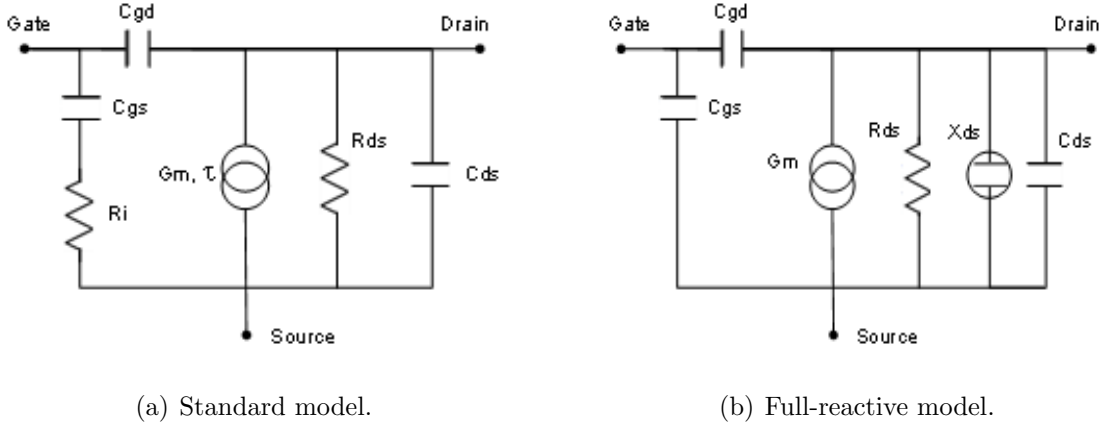 Gate
Cgd
Drain
Cgs
Rds
Gm, τ
Cds
Ri
Source
(a) Standard model.
Gate
Cgd
Drain
Cgs
Rds
Xds
Cds
Gm
Source
(b) Full-reactive model.